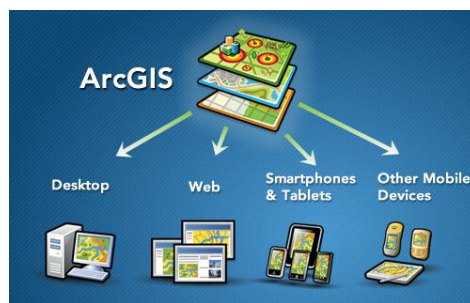 ArcGIS
Desktop
Web
Smartphones
& Tablets
Other Mobile
Devices